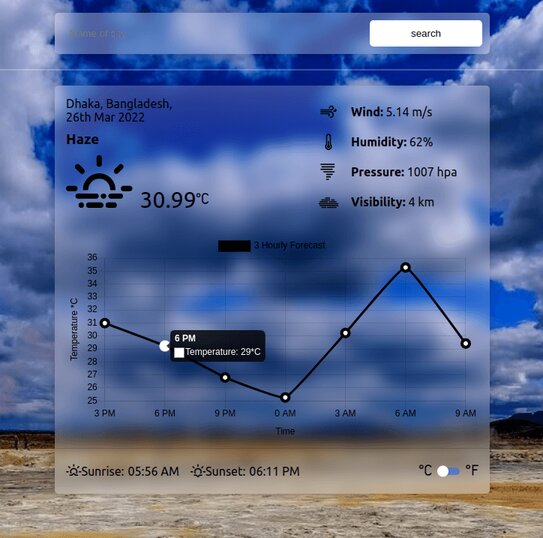 Name of city
search
Dhaka, Bangladesh,
26th Mar 2022
Haze
30.99°C
Wind: 5.14 m/s
Humidity: 62%
Pressure: 1007 hpa
Visibility: 4 km
3 Hourly Forecast
Temperature °C
36
35
34
33
32
31
30
29
28
27
26
25
6 PM
Temperature: 29°C
3 PM 6 PM 9 PM 0 AM 3 AM 6 AM 9 AM
Time
Sunrise: 05:56 AM Sunset: 06:11 PM
°C °F